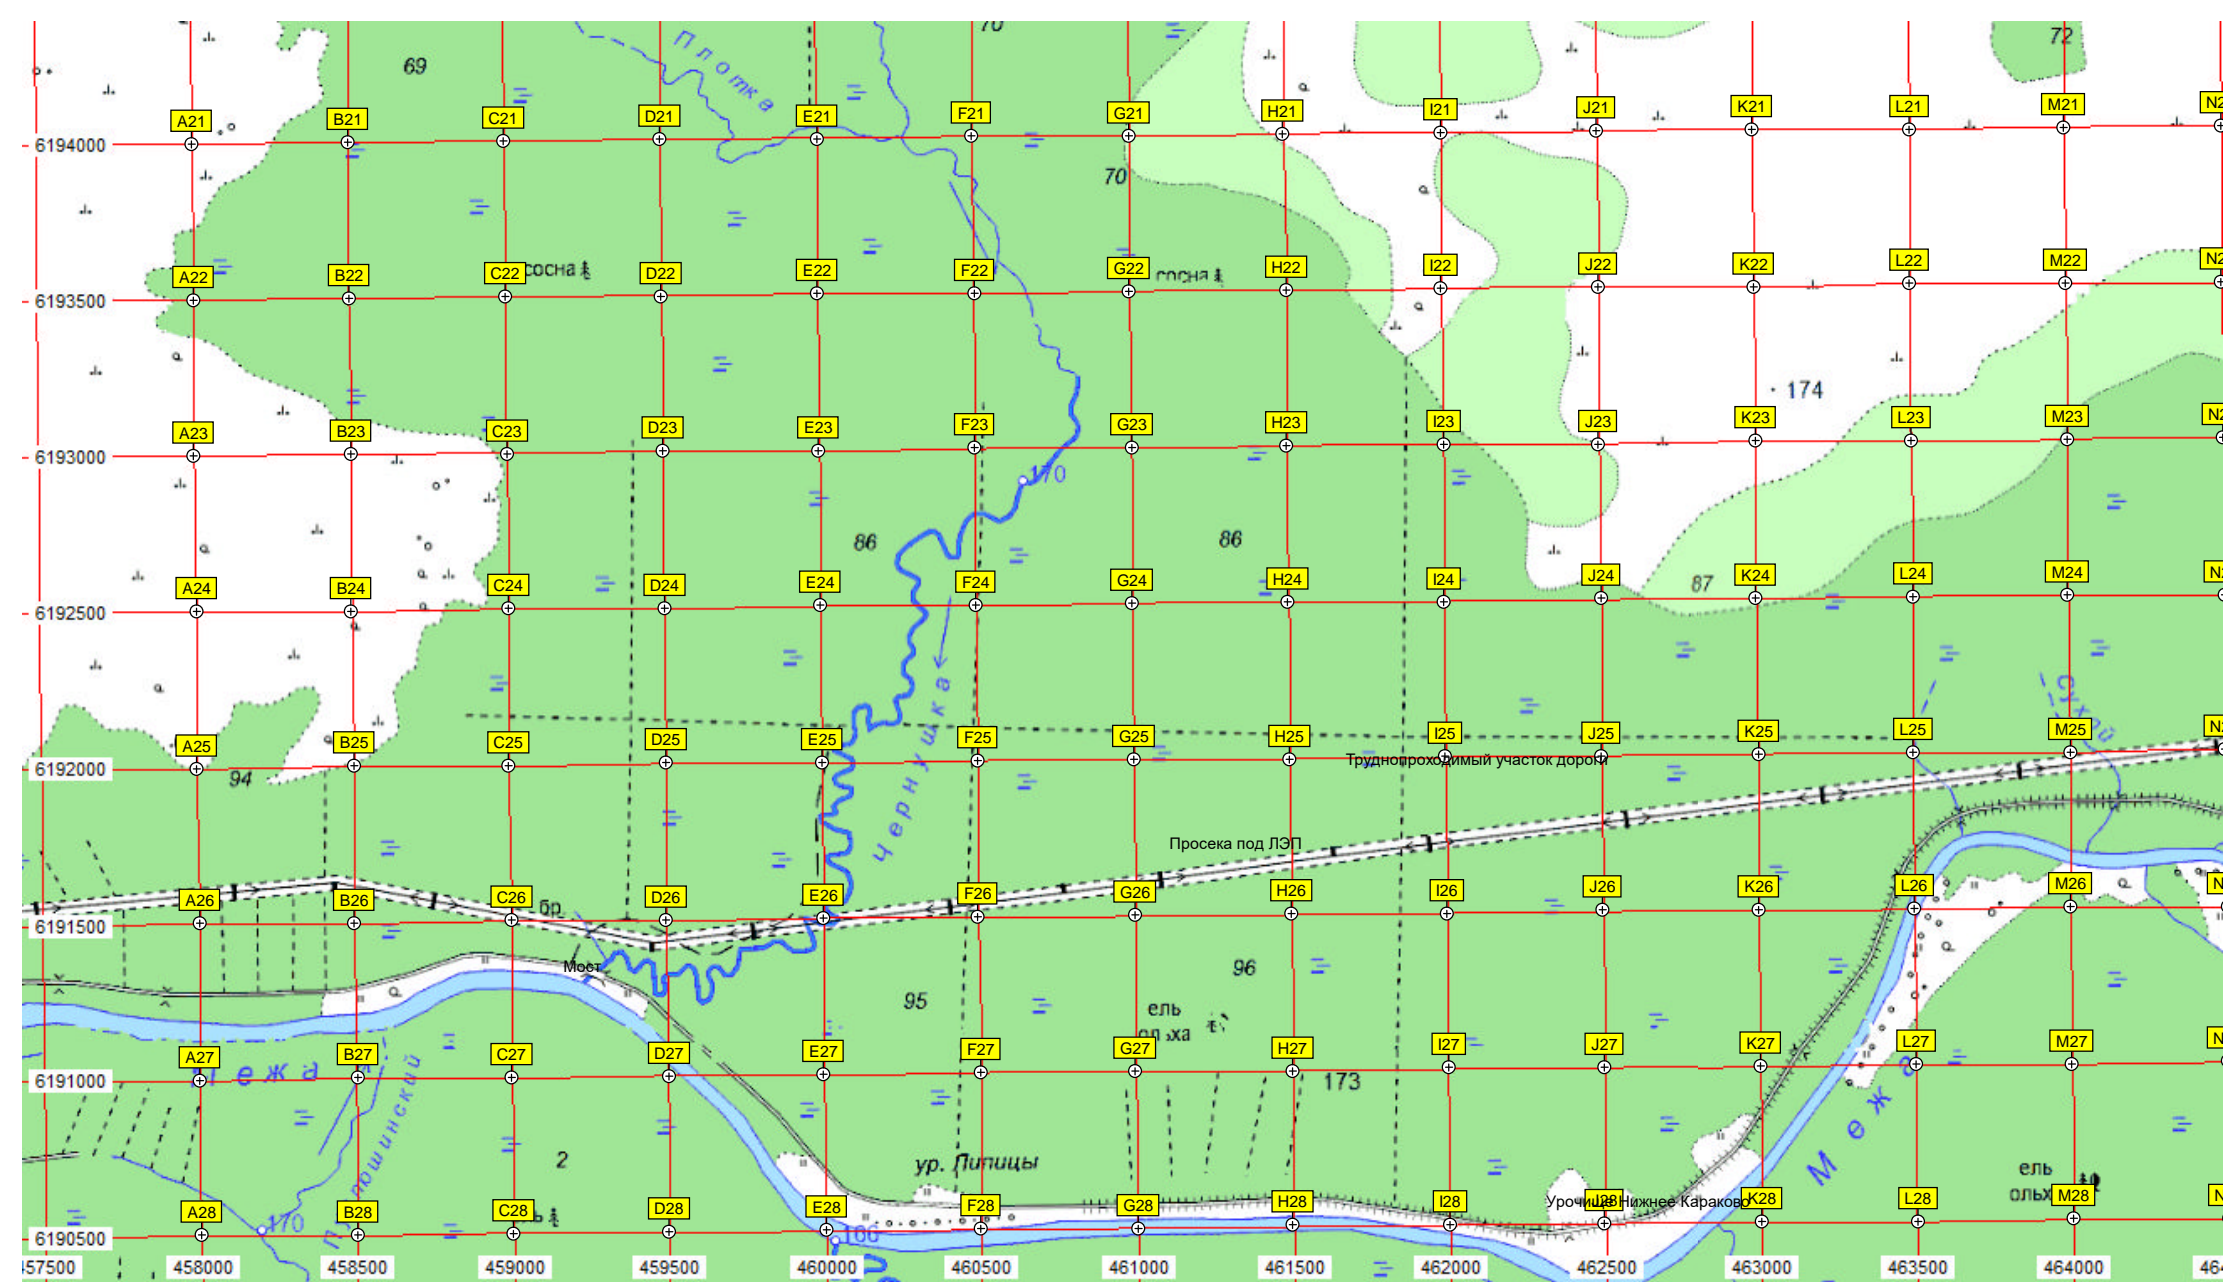 70
72
69
Плотка
A21 B21 C21 D21 E21 F21 G21 H21 I21 J21 K21 L21 M21
6194000
70
A22 B22 C22 D22 E22 F22 G22 H22 I22 J22 K22 L22 M22
сосна
сосна
6193500
174
A23 B23 C23 D23 E23 F23 G23 H23 I23 J23 K23 L23 M23
6193000
170
86
86
A24 B24 C24 D24 E24 F24 G24 H24 I24 J24 K24 L24 M24
87
6192500
Чернушка
Сухой
A25 B25 C25 D25 E25 F25 G25 H25 I25 J25 K25 L25 M25
Труднопроходимый участок дороги
6192000
94
Просека под ЛЭП
A26 B26 C26 D26 E26 F26 G26 H26 I26 J26 K26 L26 M26
бр
6191500
Мост
96
95
ель
A27 B27 C27 D27 E27 F27 G27 H27 I27 J27 K27 L27 M27
6191000
173
Межа
2
ур. Липицы
ель
A28 B28 C28 D28 E28 F28 G28 H28 I28 K28 L28 M28
Урочище Нижнее Караково
170
6190500
458000 458500 459000 459500 460000 460500 461000 461500 462000 462500 463000 463500 464000